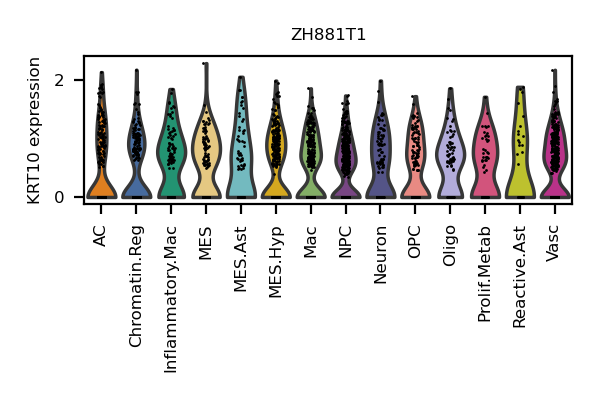 ZH881T1
KRT10 expression
2
0
AC
Chromatin.Reg
Inflammatory.Mac
MES
MES.Ast
MES.Hyp
Mac
NPC
Neuron
OPC
Oligo
Prolif.Metab
Reactive.Ast
Vasc